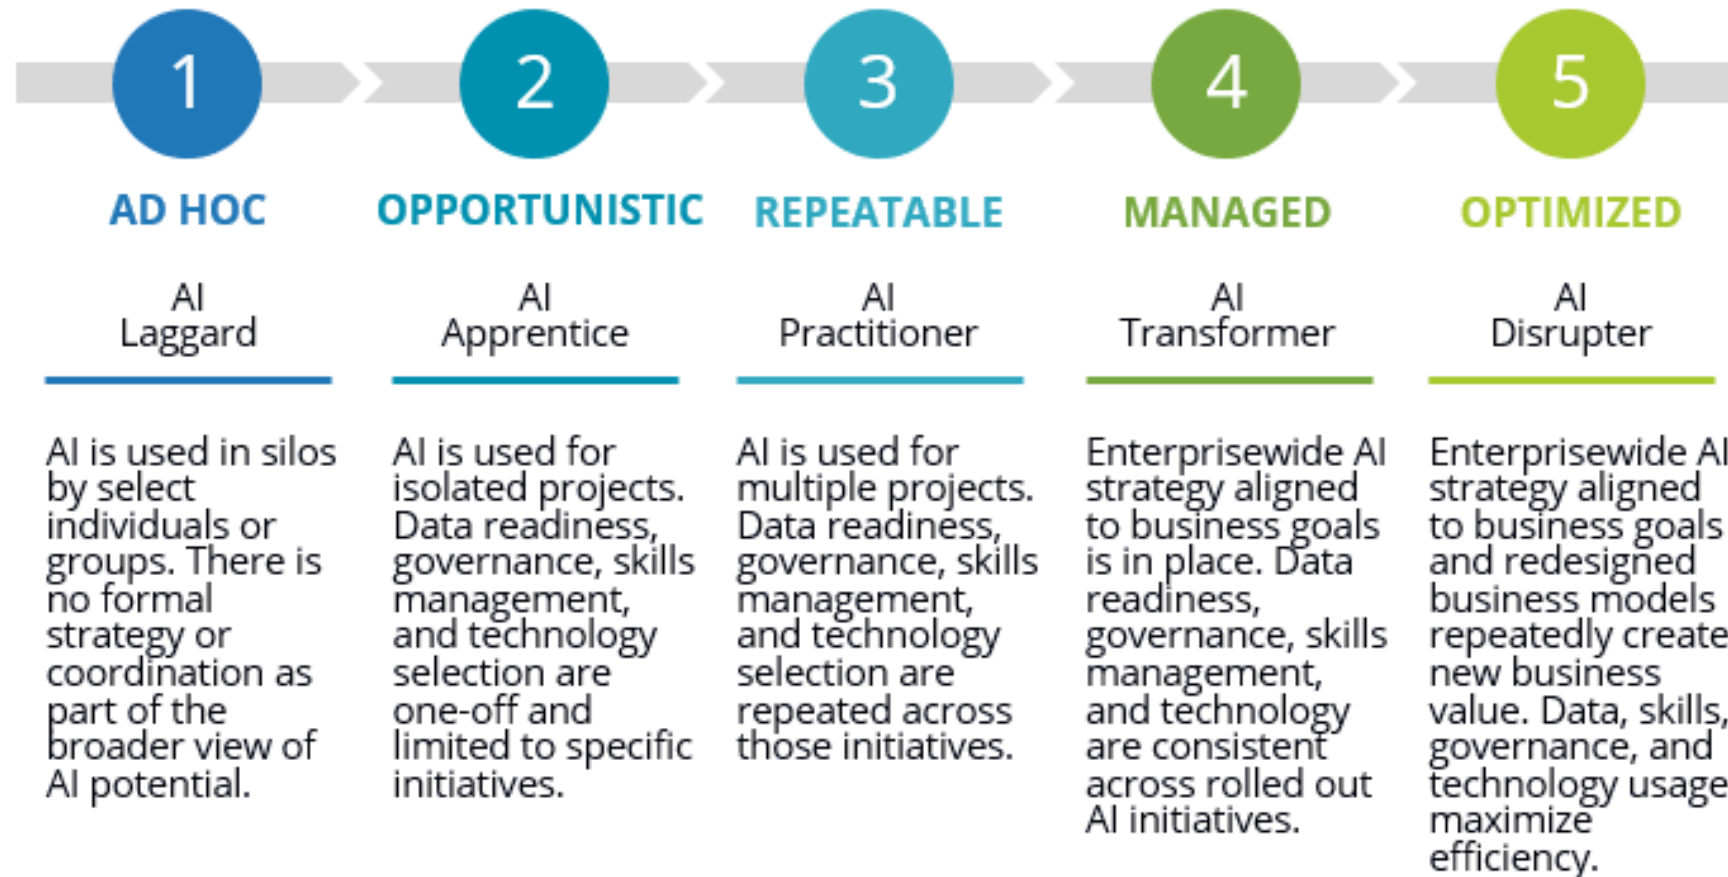 1
2
3
4
5
AD HOC
OPPORTUNISTIC
REPEATABLE
MANAGED
OPTIMIZED
AI
Laggard
AI
Apprentice
AI
Practitioner
AI
Transformer
AI
Disrupter
AI is used in silos
by select
individuals or
groups. There is
no formal
strategy or
coordination as
part of the
broader view of
AI potential.
AI is used for
isolated projects.
Data readiness,
governance, skills
management,
and technology
selection are
one-off and
limited to specific
initiatives.
AI is used for
multiple projects.
Data readiness,
governance, skills
management,
and technology
selection are
repeated across
those initiatives.
Enterprisewide AI
strategy aligned
to business goals
is in place. Data
readiness,
governance, skills
management,
and technology
are consistent
across rolled out
AI initiatives.
Enterprisewide AI
strategy aligned
to business goals
and redesigned
business models
repeatedly create
new business
value. Data, skills,
governance, and
technology usage
maximize
efficiency.